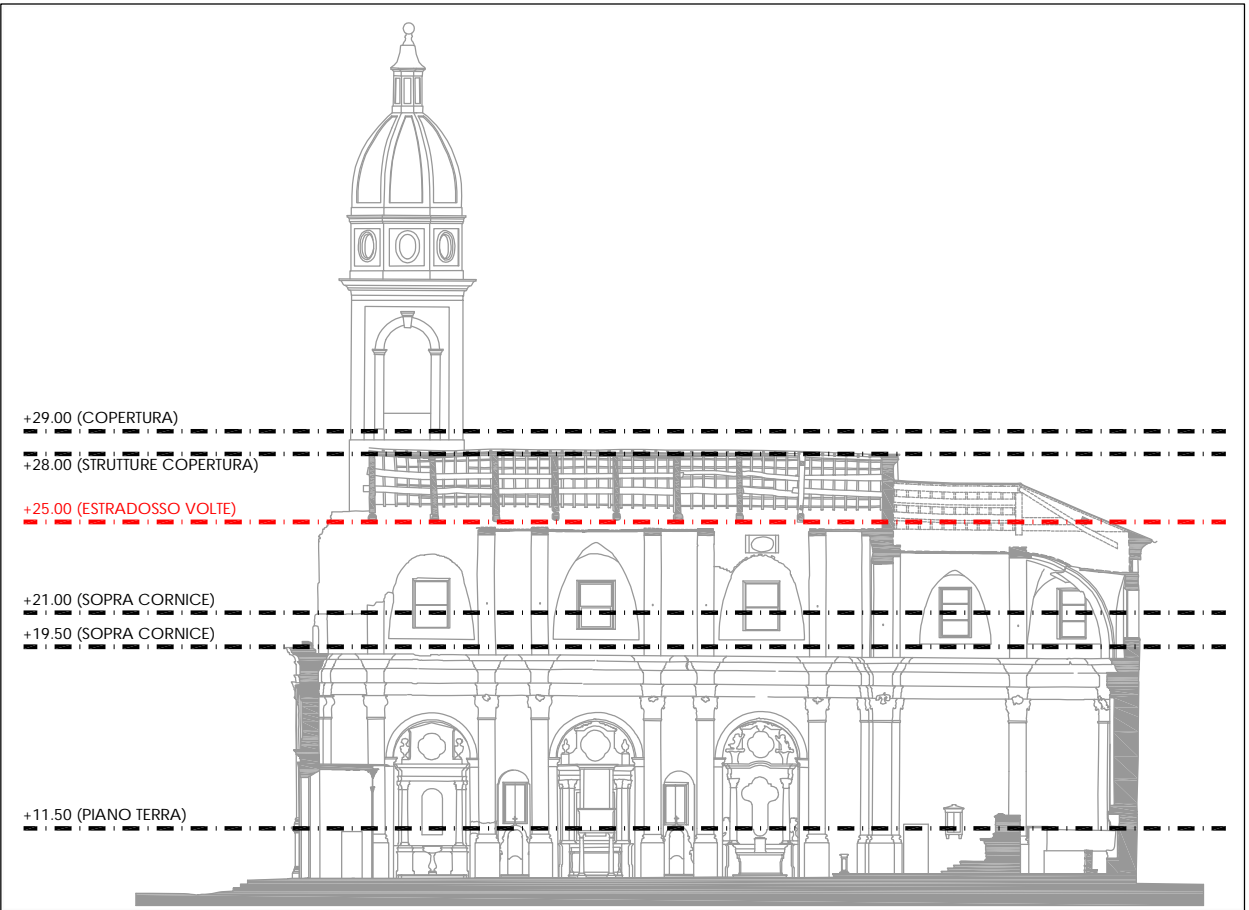 +29.00 (COPERTURA)
+28.00 (STRUTTURE COPERTURA)
+25.00 (ESTRADOSSO VOLTE)
+21.00 (SOPRA CORNICE)
+19.50 (SOPRA CORNICE)
+11.50 (PIANO TERRA)